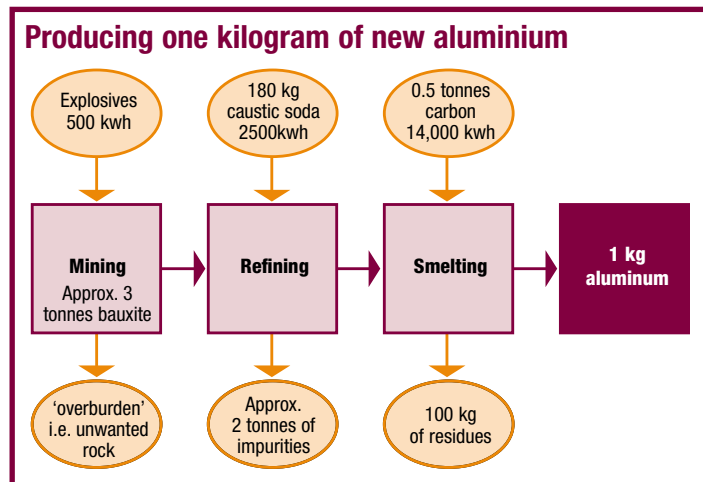 Producing one kilogram of new aluminium
Explosives
500 kwh
180 kg
caustic soda
2500kwh
0.5 tonnes
carbon
14,000 kwh
Mining
Approx. 3
tonnes bauxite
Refining
Smelting
1 kg
aluminum
‘overburden’
i.e. unwanted
rock
Approx.
2 tonnes of
impurities
100 kg
of residues